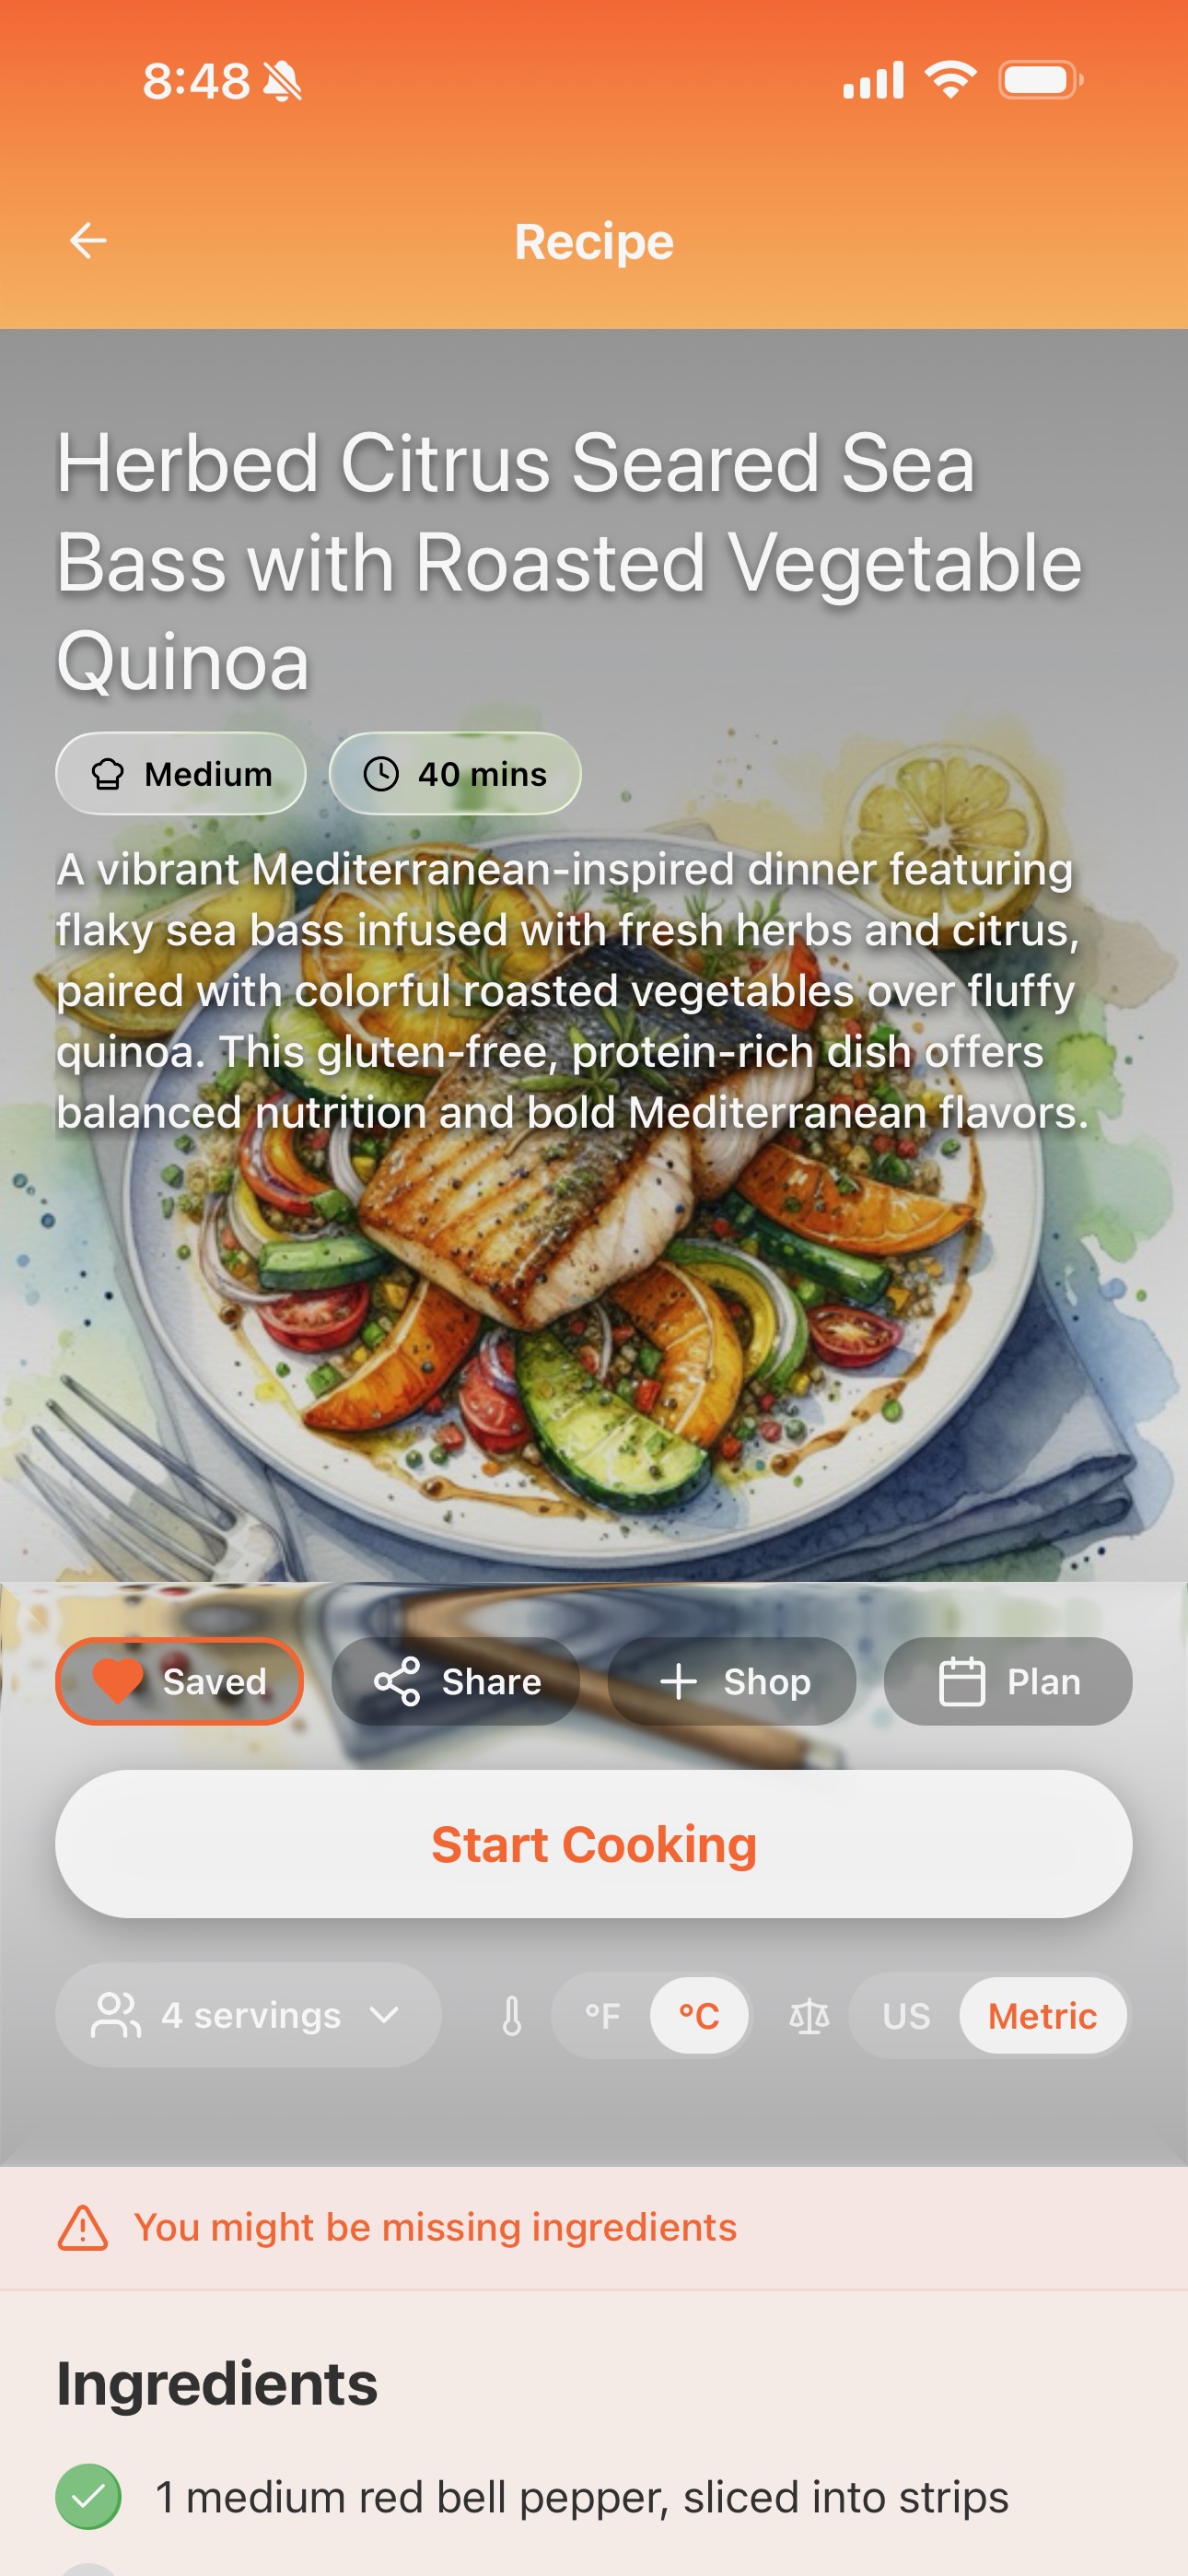 8:48
Recipe
Herbed Citrus Seared Sea
Bass with Roasted Vegetable
Quinoa
Medium
40 mins
A vibrant Mediterranean-inspired dinner featuring
flaky sea bass infused with fresh herbs and citrus,
paired with colorful roasted vegetables over fluffy
quinoa. This gluten-free, protein-rich dish offers
balanced nutrition and bold Mediterranean flavors.
Saved
Share
Shop
Plan
Start Cooking
4 servings
°F
°C
US
Metric
You might be missing ingredients
Ingredients
1 medium red bell pepper, sliced into strips